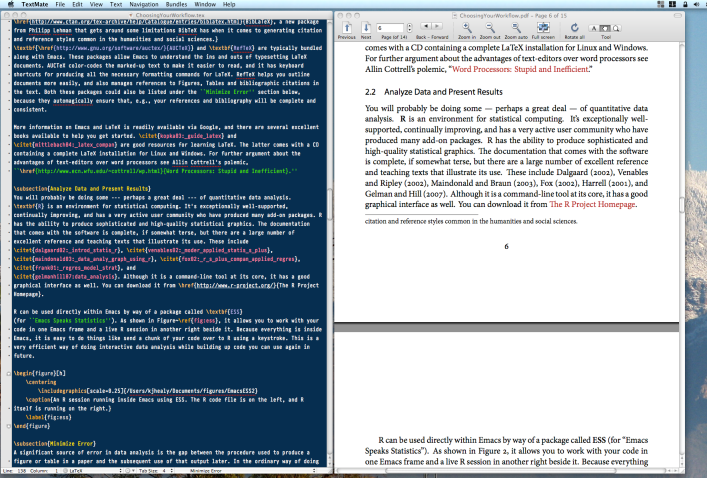 TextMate File Edit View Text Navigation Bundles Window Help
ChoosingYourWorkflow.tex
\href{http://www.ctan.org/tex-archive/help/Catalogue/entries/biblatex.html}{BibLaTeX}, a new package
from Philipp Lehman that gets around some limitations BibTeX has when it comes to generating citation
and reference styles common in the humanities and social sciences.}
\textbf{\href{http://www.gnu.org/software/auctex/}{AUCTeX}} and \textbf{RefTeX} are typically bundled
along with Emacs. These packages allow Emacs to understand the ins and outs of typesetting LaTeX
documents. AUCTeX color-codes the marked-up text to make it easier to read, and it has keyboard
shortcuts for producing all the necessary formatting commands for LaTeX. RefTeX helps you outline
documents more easily, and also manages references to Figures, Tables and bibliographic citations in
the text. Both these packages could also be listed under the ``Minimize Error'' section below,
because they automagically ensure that, e.g., your references and bibliography will be complete and
consistent.
More information on Emacs and LaTeX is readily available via Google, and there are several excellent
books available to help you get started. \citet{kopka03:_guide_latex} and
\citet{mittlebach04:_latex_compan} are good resources for learning LaTeX. The latter comes with a CD
containing a complete LaTeX installation for Linux and Windows. For further argument about the
advantages of text-editors over word processors see Allin Cottrell's polemic,
``\href{http://www.ecn.wfu.edu/~cottrell/wp.html}{Word Processors: Stupid and Inefficient}.''
\subsection{Analyze Data and Present Results}
You will probably be doing some --- perhaps a great deal --- of quantitative data analysis.
\textbf{R} is an environment for statistical computing. It's exceptionally well-supported,
continually improving, and has a very active user community who have produced many add-on packages. R
has the ability to produce sophisticated and high-quality statistical graphics. The documentation
that comes with the software is complete, if somewhat terse, but there are a large number of
excellent reference and teaching texts that illustrate its use. These include
\citet{dalgaard02:_introd_statis_r}, \citet{venables02:_moder_applied_statis_s_plus},
\citet{maindonald03:_data_analy_graph_using_r}, \citet{fox02:_r_s_plus_compan_applied_regres},
\citet{frank01:_regres_model_strat}, and
\citet{gelmanhill07:data_analysis}. Although it is a command-line tool at its core, it has a good
graphical interface as well. You can download it from \href{http://www.r-project.org/}{The R Project
Homepage}.
R can be used directly within Emacs by way of a package called \textbf{ESS}
(for ``Emacs Speaks Statistics''). As shown in Figure~\ref{fig:ess}, it allows you to work with your
code in one Emacs frame and a live R session in another right beside it. Because everything is inside
Emacs, it is easy to do things like send a chunk of your code over to R using a keystroke. This is a
very efficient way of doing interactive data analysis while building up code you can use again in
future.
\begin{figure}[h]
\centering
\includegraphics[scale=0.25]{/Users/kjhealy/Documents/figures/EmacsESS2}
\caption{An R session running inside Emacs using ESS. The R code file is on the left, and R
itself is running on the right.}
\label{fig:ess}
\end{figure}
\subsection{Minimize Error}
A significant source of error in data analysis is the gap between the procedure used to produce a
figure or table in a paper and the subsequent use of that output later. In the ordinary way of doing
Line: 138 Column: 1 LaTeX Tab Size: 4 Minimize Error
ChoosingYourWorkflow.pdf - Page 6 of 15
6
Previous Next Page (of 14) Back - Forward Zoom in Zoom out Zoom auto Full screen Rotate all Tool
comes with a CD containing a complete LaTeX installation for Linux and Windows.
For further argument about the advantages of text-editors over word processors see
Allin Cottrell's polemic, “Word Processors: Stupid and Inefficient.”
2.2 Analyze Data and Present Results
You will probably be doing some — perhaps a great deal — of quantitative data
analysis. R is an environment for statistical computing. It's exceptionally well-
supported, continually improving, and has a very active user community who have
produced many add-on packages. R has the ability to produce sophisticated and
high-quality statistical graphics. The documentation that comes with the software
is complete, if somewhat terse, but there are a large number of excellent reference
and teaching texts that illustrate its use. These include Dalgaard (2002), Venables
and Ripley (2002), Maindonald and Braun (2003), Fox (2002), Harrell (2001), and
Gelman and Hill (2007). Although it is a command-line tool at its core, it has a good
graphical interface as well. You can download it from The R Project Homepage.
citation and reference styles common in the humanities and social sciences.
6
R can be used directly within Emacs by way of a package called ESS (for “Emacs
Speaks Statistics”). As shown in Figure 2, it allows you to work with your code in
one Emacs frame and a live R session in another right beside it. Because everything